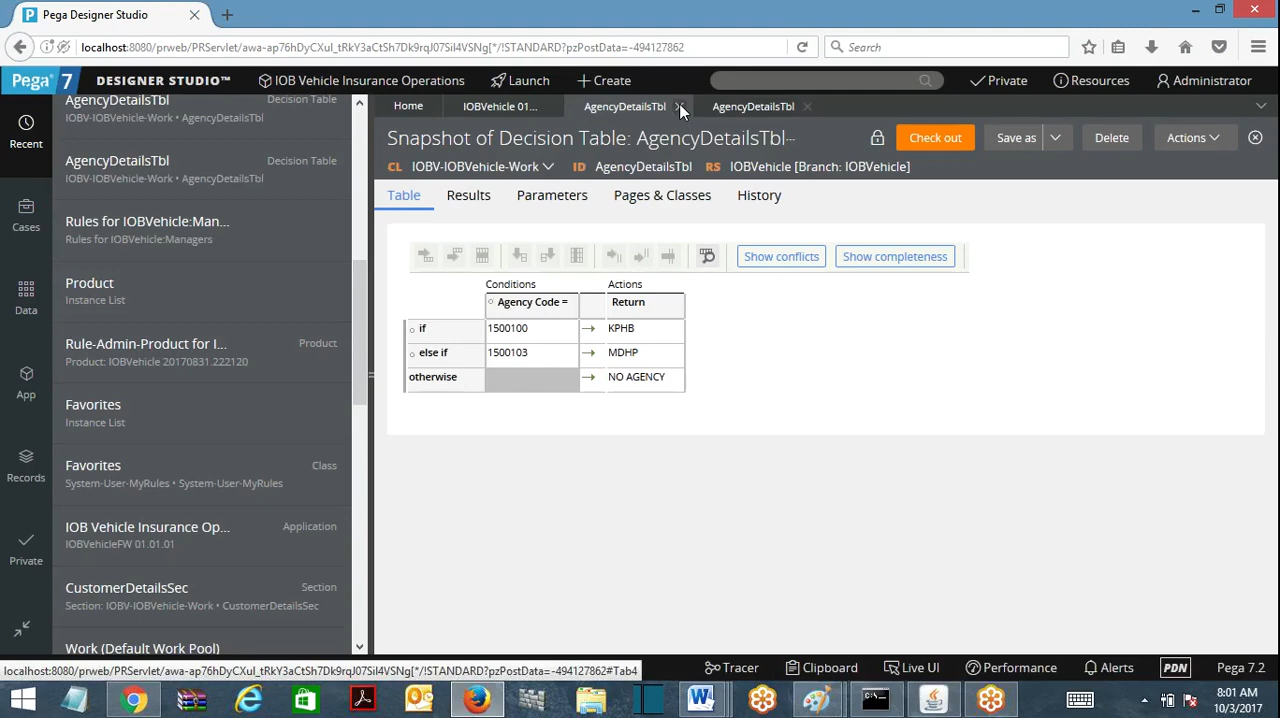 Pega Designer Studio
localhost:8080/prweb/PRServlet/awa-ap76hDyCXul_tRkY3aCtSh7Dk9rqJ07Sil4SVNg[*/!STANDARD?pzPostData=-494127862
Search
Pega 7 DESIGNER STUDIO™ IOB Vehicle Insurance Operations Launch Create Private Resources Administrator
Home IOBVehicle 01... AgencyDetailsTbl AgencyDetailsTbl
Recent
Cases
Data
App
Records
Private
AgencyDetailsTbl Decision Table
IOBV-IOBVehicle-Work • AgencyDetailsTbl
AgencyDetailsTbl Decision Table
IOBV-IOBVehicle-Work • AgencyDetailsTbl
Rules for IOBVehicle:Man...
Rules for IOBVehicle:Managers
Product
Instance List
Rule-Admin-Product for I... Product
Product: IOBVehicle 20170831.222120
Favorites
Instance List
Favorites Class
System-User-MyRules • System-User-MyRules
IOB Vehicle Insurance Op... Application
IOBVehicleFW 01.01.01
CustomerDetailsSec Section
Section: IOBV-IOBVehicle-Work • CustomerDetailsSec
Work (Default Work Pool)
Snapshot of Decision Table: AgencyDetailsTbl...
Check out Save as Delete Actions
CL IOBV-IOBVehicle-Work ID AgencyDetailsTbl RS IOBVehicle [Branch: IOBVehicle]
Table Results Parameters Pages & Classes History
Show conflicts Show completeness
Conditions Actions
Agency Code = Return
if 1500100 KPHB
else if 1500103 MDHP
otherwise NO AGENCY
localhost:8080/prweb/PRServlet/awa-ap76hDyCXul_tRkY3aCtSh7Dk9rqJ07Sil4SVNg[*/!STANDARD?pzPostData=-494127862#Tab4
Tracer Clipboard Live UI Performance Alerts PDN Pega 7.2
8:01 AM
10/3/2017